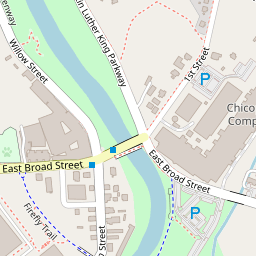 enway
Willow Street
in Luther King Parkway
1st Street
P
Chico
Comp
East Broad Street
East Broad Street
P
Firefly Trail
D Street